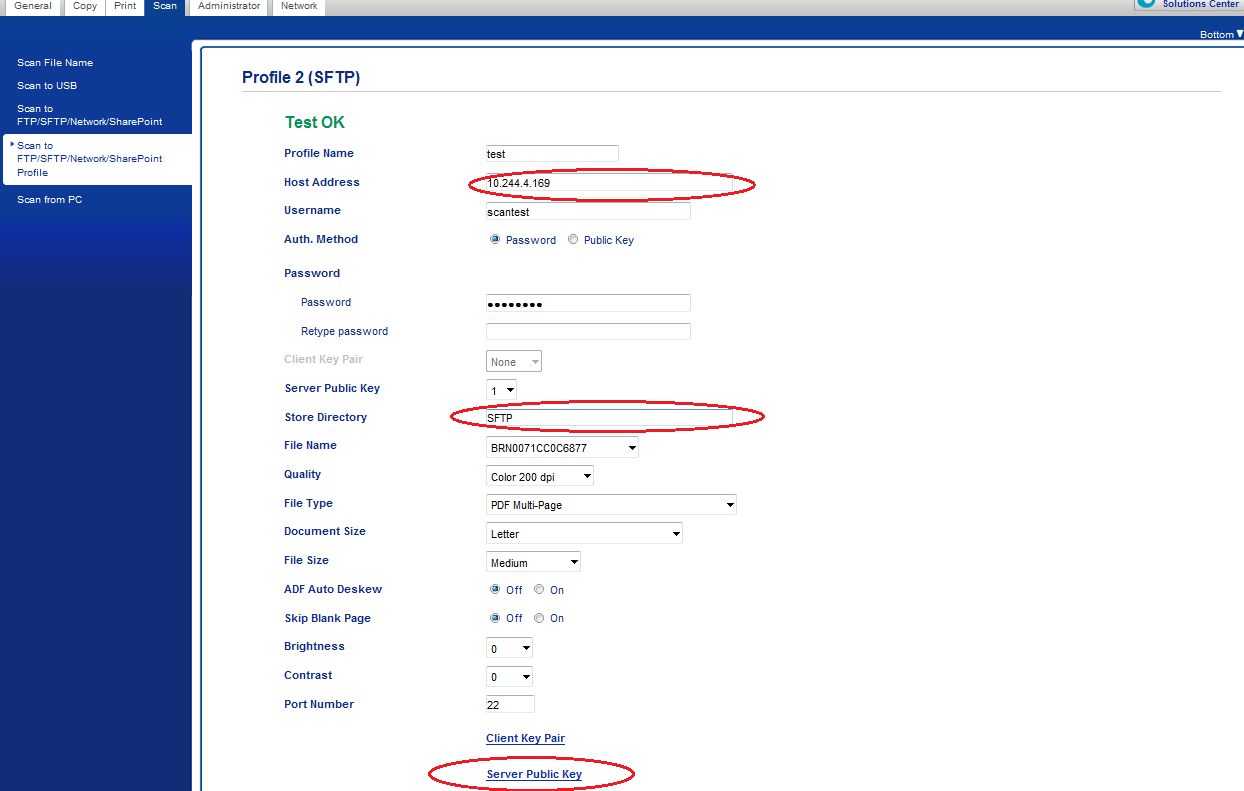 General Copy Print Scan Administrator Network Solutions Center
Bottom▼
Scan File Name
Scan to USB
Scan to
FTP/SFTP/Network/SharePoint
Scan to
FTP/SFTP/Network/SharePoint
Profile
Scan from PC
Profile 2 (SFTP)
Test OK
Profile Name test
Host Address 10.244.4.169
Username scantest
Auth. Method Password Public Key
Password
Password ●●●●●●●●
Retype password
Client Key Pair None
Server Public Key 1
Store Directory SFTP
File Name BRN0071CC0C6877
Quality Color 200 dpi
File Type PDF Multi-Page
Document Size Letter
File Size Medium
ADF Auto Deskew Off On
Skip Blank Page Off On
Brightness 0
Contrast 0
Port Number 22
Client Key Pair
Server Public Key